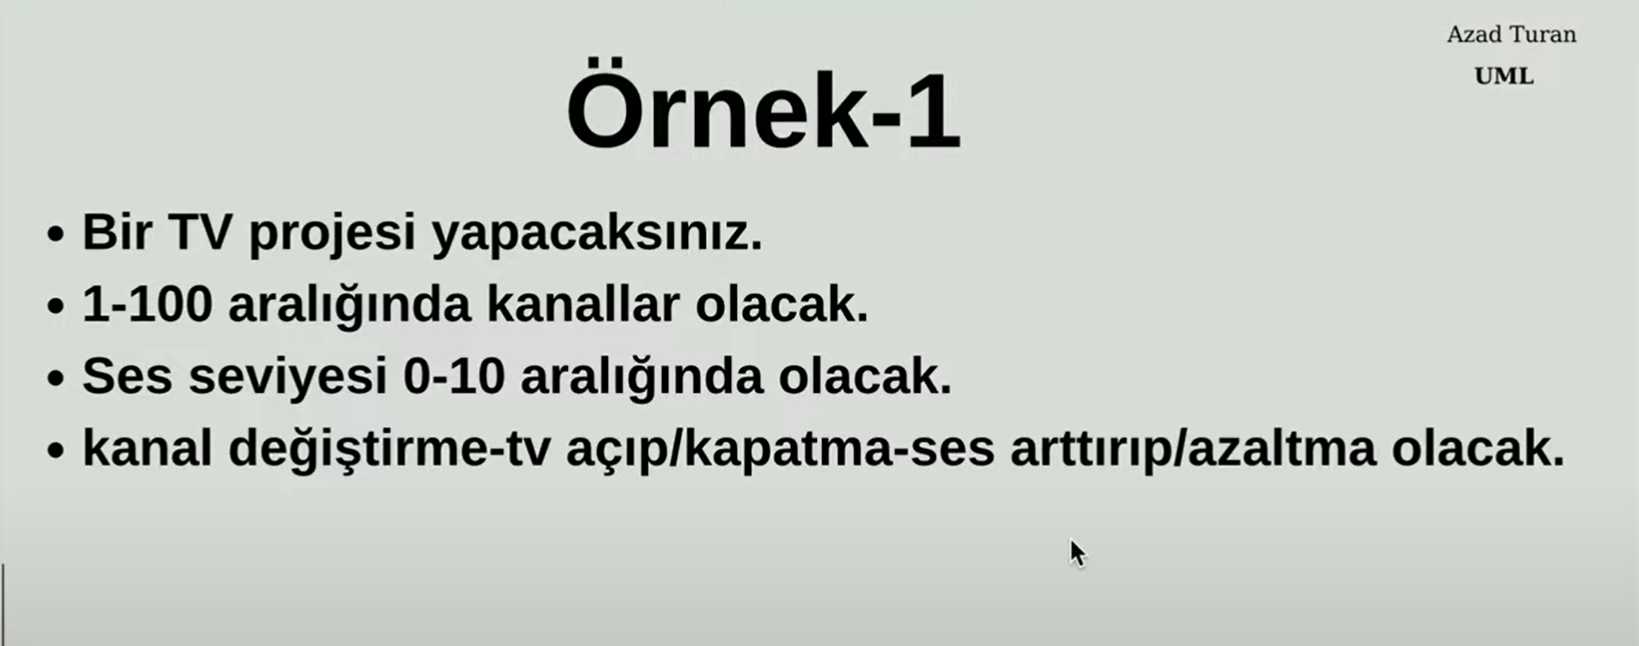 Azad Turan
UML
Örnek-1
• Bir TV projesi yapacaksınız.
• 1-100 aralığında kanallar olacak.
• Ses seviyesi 0-10 aralığında olacak.
• kanal değiştirme-tv açıp/kapatma-ses arttırıp/azaltma olacak.